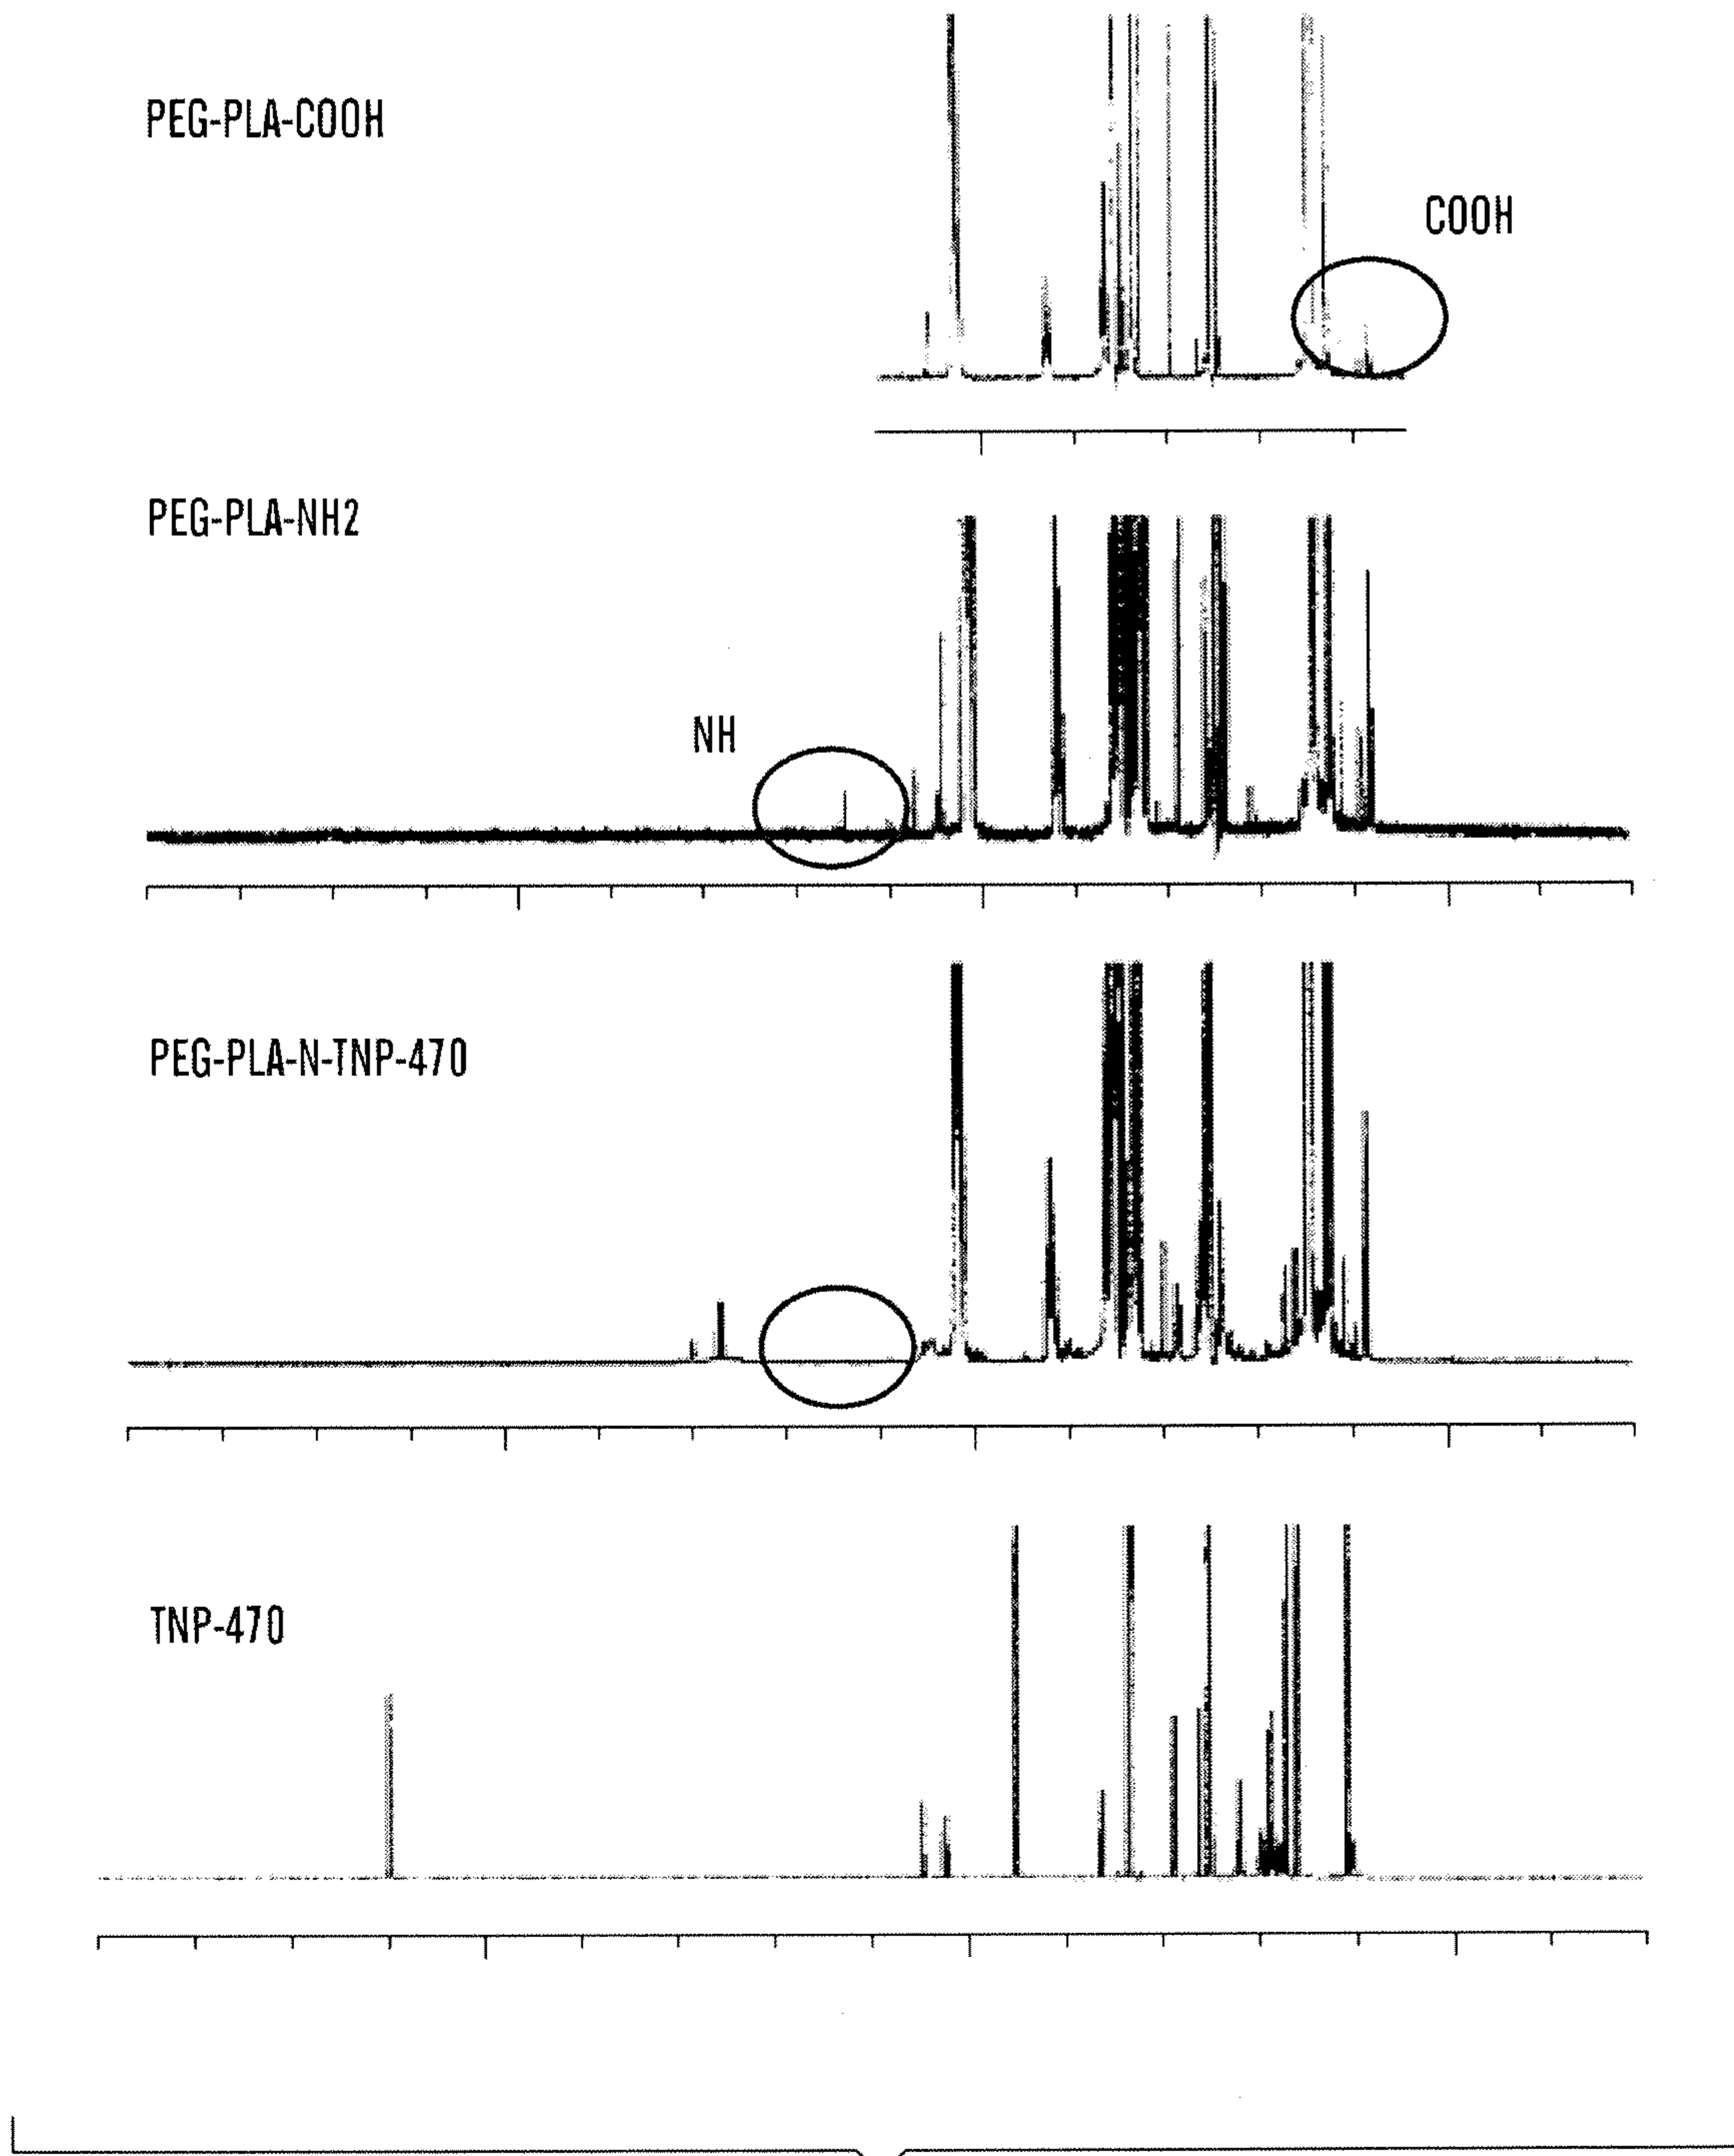 PEG-PLA-COOH
COOH
PEG-PLA-NH2
NH
PEG-PLA-N-TNP-470
TNP-470